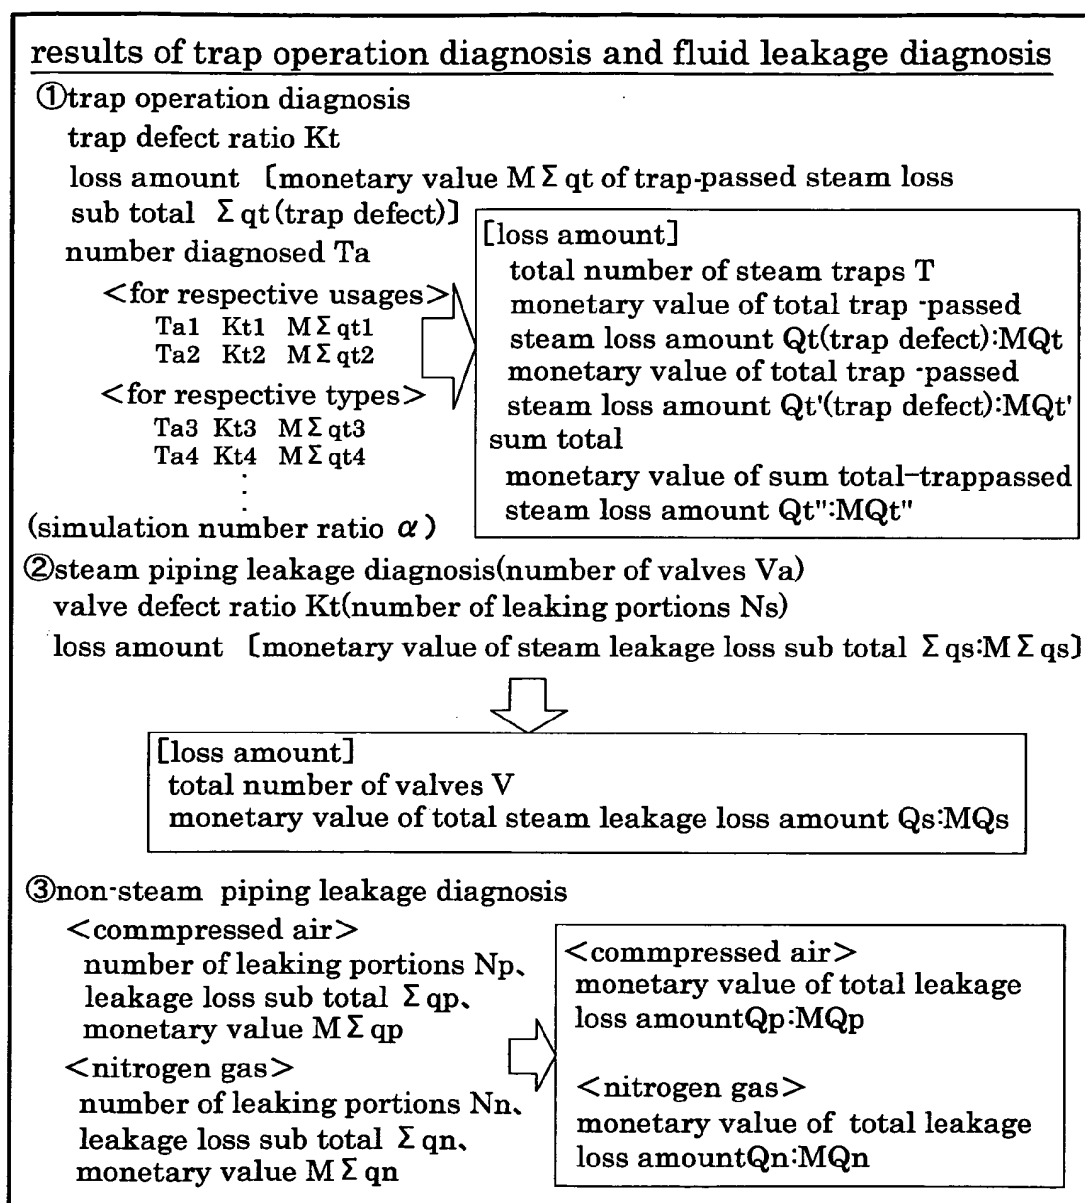 results of trap operation diagnosis and fluid leakage diagnosis
①trap operation diagnosis
trap defect ratio Kt
loss amount 〔monetary value MΣqt of trap-passed steam loss
sub total Σqt(trap defect)〕
number diagnosed Ta
<for respective usages>
Ta1 Kt1 MΣqt1
Ta2 Kt2 MΣqt2
<for respective types>
Ta3 Kt3 MΣqt3
Ta4 Kt4 MΣqt4
⋮
(simulation number ratio α)
[loss amount]
total number of steam traps T
monetary value of total trap -passed
steam loss amount Qt(trap defect):MQt
monetary value of total trap -passed
steam loss amount Qt'(trap defect):MQt'
sum total
monetary value of sum total-trappassed
steam loss amount Qt":MQt"
②steam piping leakage diagnosis(number of valves Va)
valve defect ratio Kt(number of leaking portions Ns)
loss amount 〔monetary value of steam leakage loss sub total Σqs:MΣqs〕
[loss amount]
total number of valves V
monetary value of total steam leakage loss amount Qs:MQs
③non-steam piping leakage diagnosis
<commpressed air>
number of leaking portions Np、
leakage loss sub total Σqp、
monetary value MΣqp
<nitrogen gas>
number of leaking portions Nn、
leakage loss sub total Σqn、
monetary value MΣqn
<commpressed air>
monetary value of total leakage
loss amountQp:MQp
<nitrogen gas>
monetary value of total leakage
loss amountQn:MQn